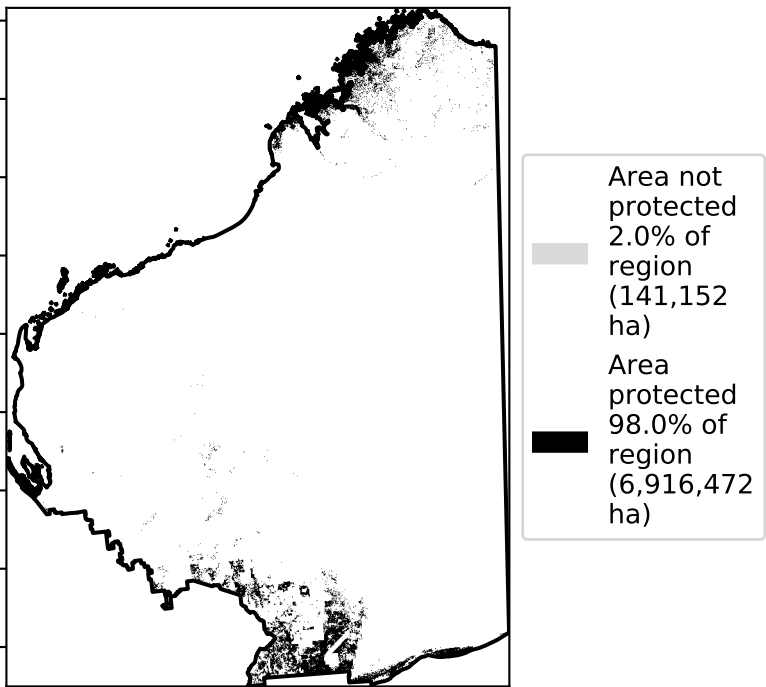 Area not
protected
2.0% of
region
(141,152
ha)
Area
protected
98.0% of
region
(6,916,472
ha)